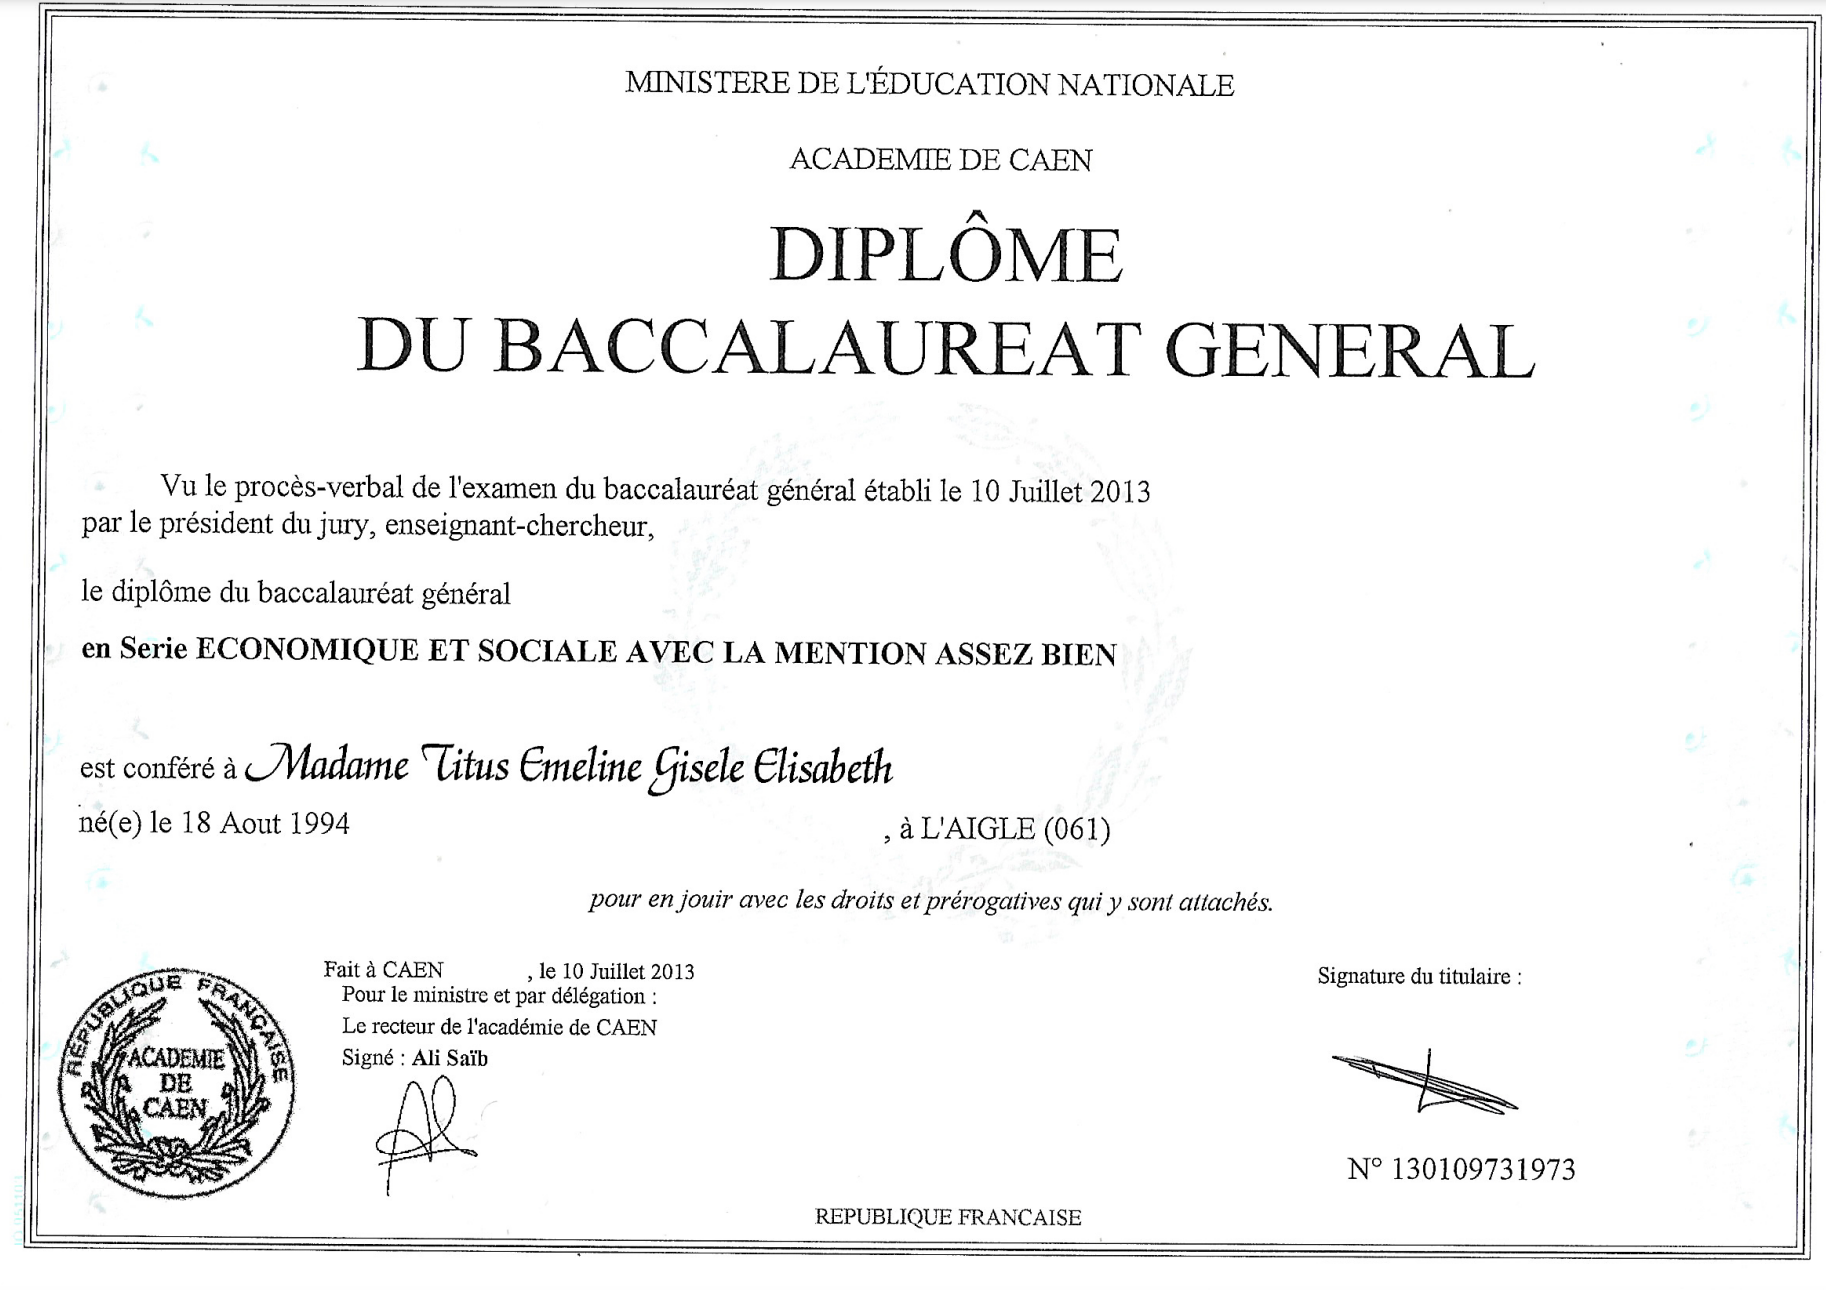 MINISTERE DE L'ÉDUCATION NATIONALE
ACADEMIE DE CAEN
DIPLÔME
DU BACCALAUREAT GENERAL
Vu le procès-verbal de l'examen du baccalauréat général établi le 10 Juillet 2013
par le président du jury, enseignant-chercheur,
le diplôme du baccalauréat général
en Serie ECONOMIQUE ET SOCIALE AVEC LA MENTION ASSEZ BIEN
est conféré à Madame Titus Emeline Gisele Elisabeth
né(e) le 18 Aout 1994 , à L'AIGLE (061)
pour en jouir avec les droits et prérogatives qui y sont attachés.
Fait à CAEN , le 10 Juillet 2013
Pour le ministre et par délégation :
Le recteur de l'académie de CAEN
Signé : Ali Saïb
Signature du titulaire :
RÉPUBLIQUE FRANÇAISE
ACADEMIE
DE
CAEN
N° 130109731973
REPUBLIQUE FRANCAISE